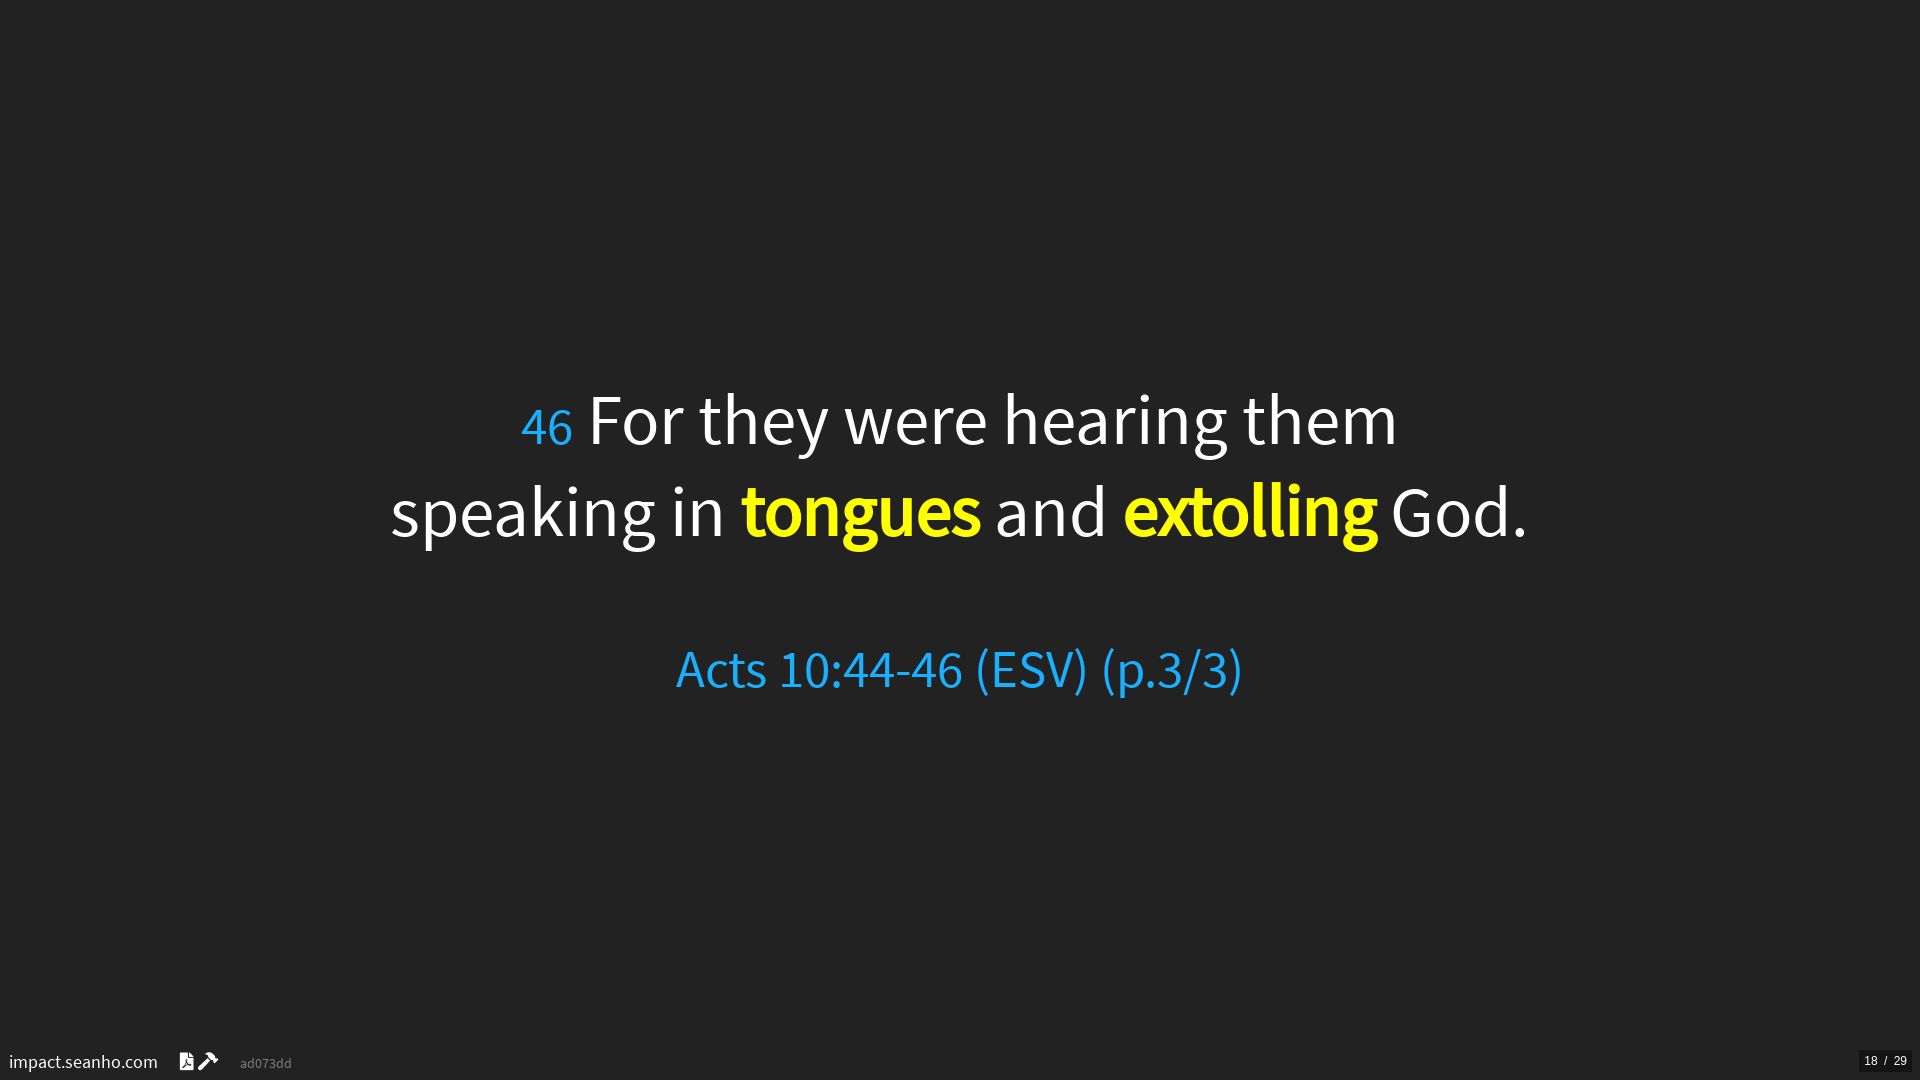 46 For they were hearing them
speaking in tongues and extolling God.
Acts 10:44-46 (ESV) (p.3/3)
impact.seanho.com ad073dd
18 / 29